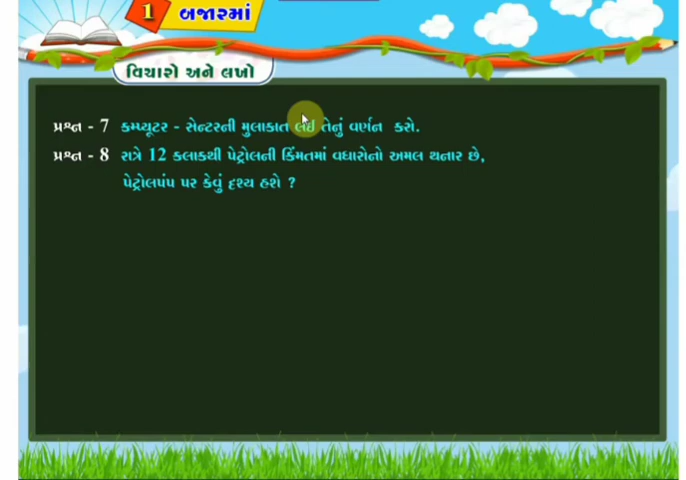 1 બજારમાં
વિચારો અને લખો
પ્રશ્ન - 7 કમ્પ્યૂટર - સેન્ટરની મુલાકાત લઈ તેનું વર્ણન કરો.
પ્રશ્ન - 8 રાત્રે 12 કલાકથી પેટ્રોલની કિંમતમાં વધારોનો અમલ થનાર છે,
પેટ્રોલપંપ પર કેવું દૃશ્ય હશે ?